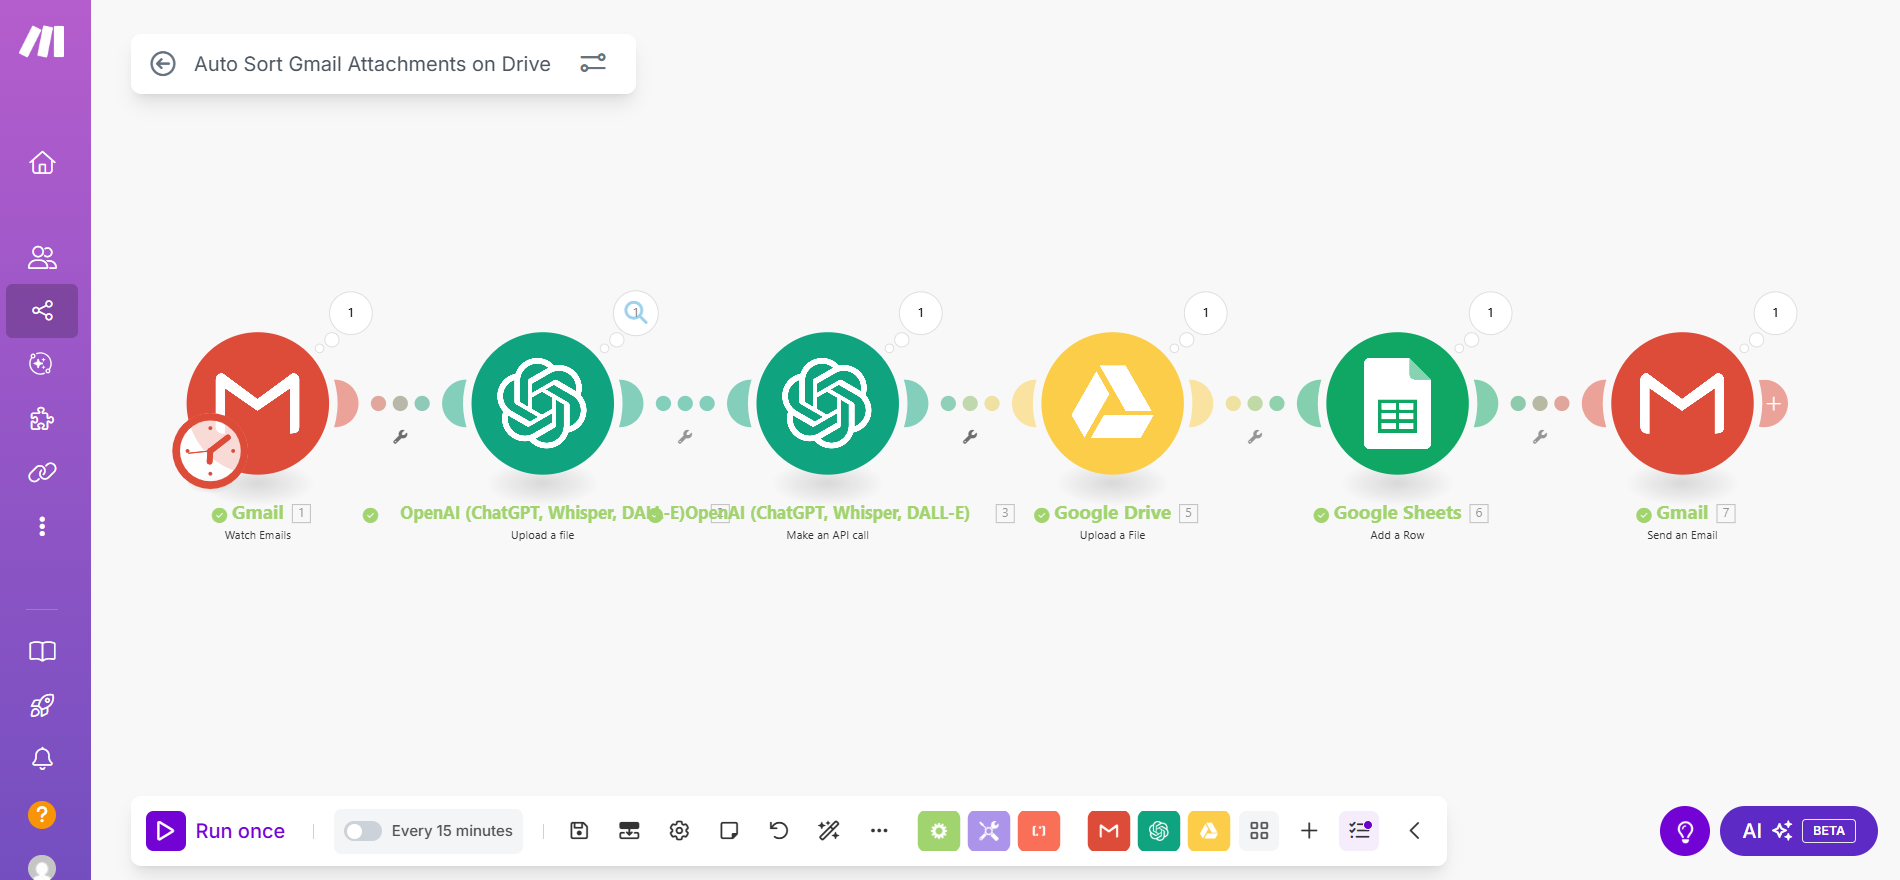 Auto Sort Gmail Attachments on Drive
1
1
1
1
1
1
Gmail 1
Watch Emails
OpenAI (ChatGPT, Whisper, DALL-E)
Upload a file
OpenAI (ChatGPT, Whisper, DALL-E) 3
Make an API call
Google Drive 5
Upload a File
Google Sheets 6
Add a Row
Gmail 7
Send an Email
?
Run once
Every 15 minutes
AI BETA